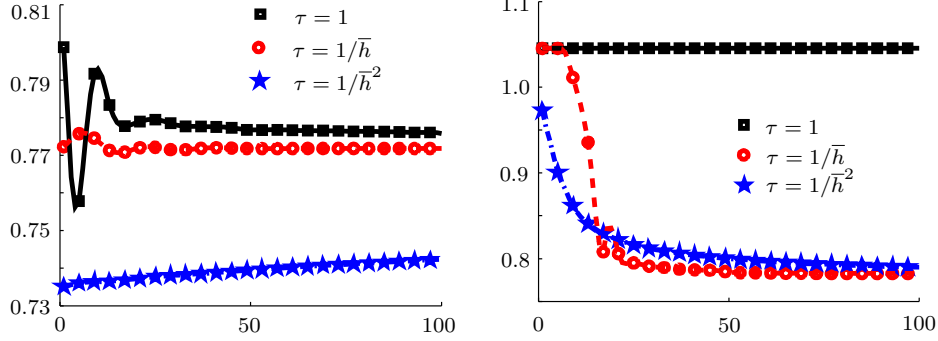 0.81
0.79
0.77
0.75
0.73
0
50
100
τ = 1
τ = 1/h̅
τ = 1/h̅²
1.1
1.0
0.9
0.8
0
50
100
τ = 1
τ = 1/h̅
τ = 1/h̅²